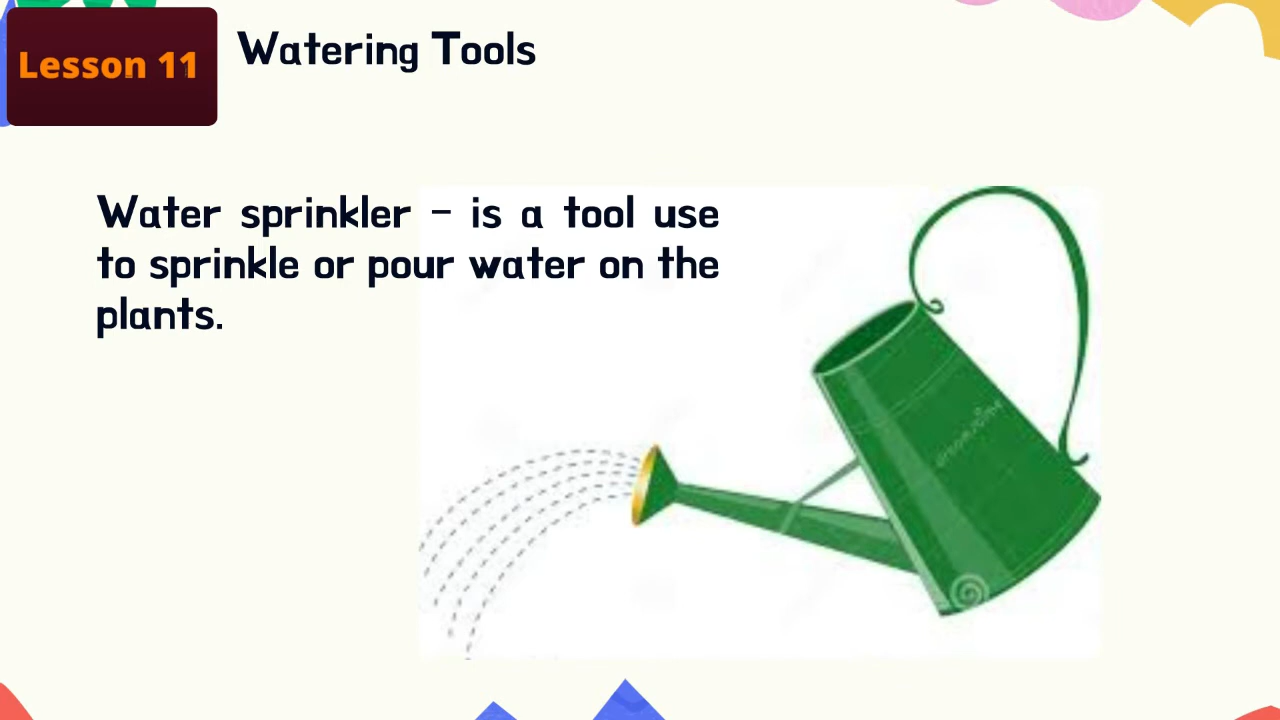 Lesson 11
Watering Tools
Water sprinkler - is a tool use
to sprinkle or pour water on the
plants.